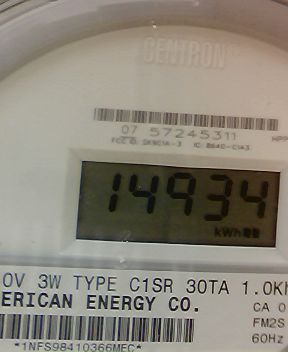 CENTRON®
07 57245311
14934
kWh
0V 3W TYPE C1SR 30TA 1.0Kh
ERICAN ENERGY CO.
CA 0
FM2S
60Hz
*1NFS98410366MEC*